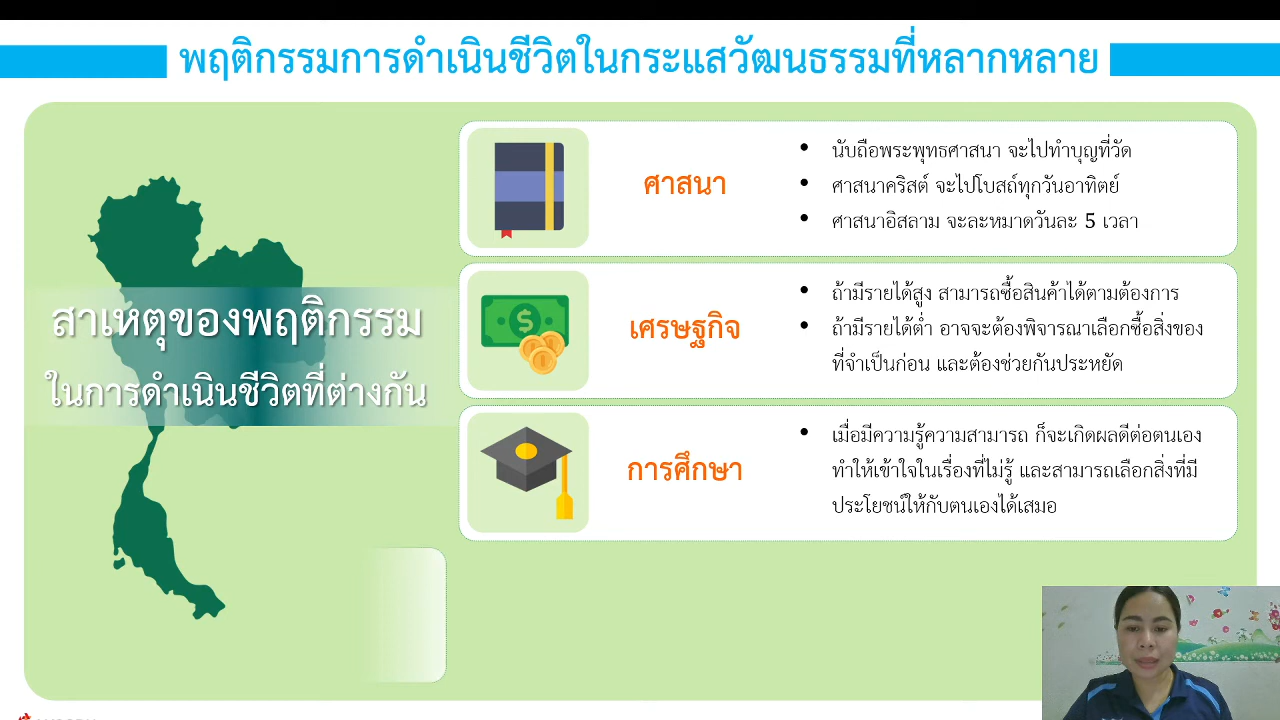 พฤติกรรมการดำเนินชีวิตในกระแสวัฒนธรรมที่หลากหลาย
สาเหตุของพฤติกรรม
ในการดำเนินชีวิตที่ต่างกัน
ศาสนา
• นับถือพระพุทธศาสนา จะไปทำบุญที่วัด
• ศาสนาคริสต์ จะไปโบสถ์ทุกวันอาทิตย์
• ศาสนาอิสลาม จะละหมาดวันละ 5 เวลา
เศรษฐกิจ
• ถ้ามีรายได้สูง สามารถซื้อสินค้าได้ตามต้องการ
• ถ้ามีรายได้ต่ำ อาจจะต้องพิจารณาเลือกซื้อสิ่งของ
ที่จำเป็นก่อน และต้องช่วยกันประหยัด
การศึกษา
• เมื่อมีความรู้ความสามารถ ก็จะเกิดผลดีต่อตนเอง
ทำให้เข้าใจในเรื่องที่ไม่รู้ และสามารถเลือกสิ่งที่มี
ประโยชน์ให้กับตนเองได้เสมอ